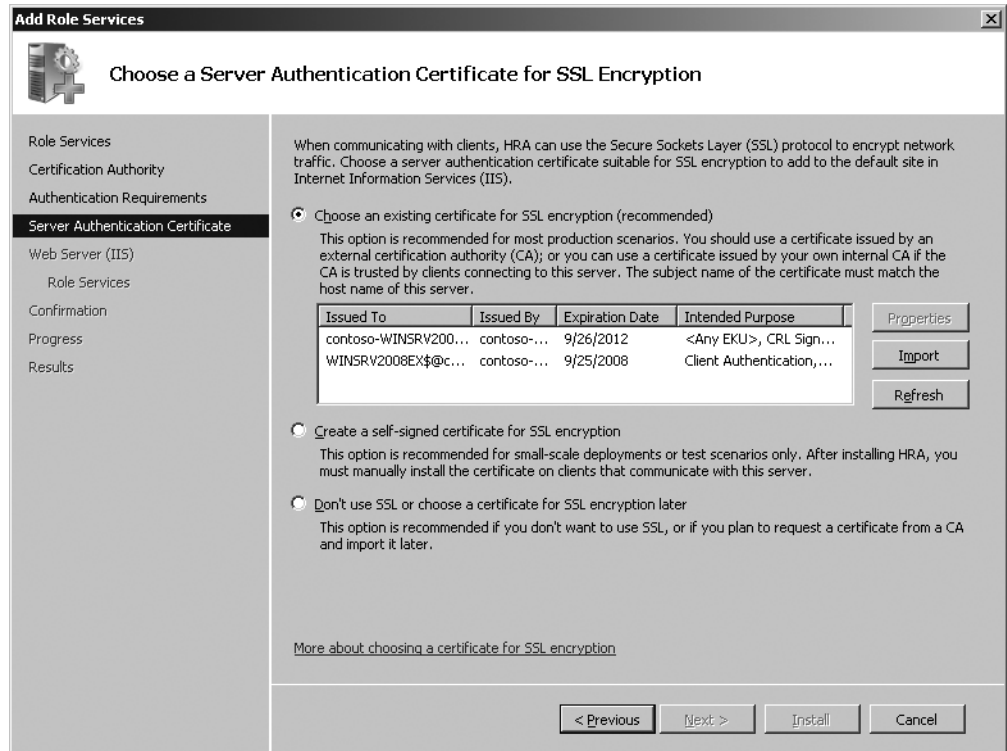 Add Role Services
Choose a Server Authentication Certificate for SSL Encryption
Role Services
Certification Authority
Authentication Requirements
Server Authentication Certificate
Web Server (IIS)
Role Services
Confirmation
Progress
Results
When communicating with clients, HRA can use the Secure Sockets Layer (SSL) protocol to encrypt network
traffic. Choose a server authentication certificate suitable for SSL encryption to add to the default site in
Internet Information Services (IIS).
Choose an existing certificate for SSL encryption (recommended)
This option is recommended for most production scenarios. You should use a certificate issued by an
external certification authority (CA); or you can use a certificate issued by your own internal CA if the
CA is trusted by clients connecting to this server. The subject name of the certificate must match the
host name of this server.
Issued To Issued By Expiration Date Intended Purpose
contoso-WINSRV200... contoso-... 9/26/2012 <Any EKU>, CRL Sign...
WINSRV2008EX$@c... contoso-... 9/25/2008 Client Authentication,...
Properties
Import
Refresh
Create a self-signed certificate for SSL encryption
This option is recommended for small-scale deployments or test scenarios only. After installing HRA, you
must manually install the certificate on clients that communicate with this server.
Don't use SSL or choose a certificate for SSL encryption later
This option is recommended if you don't want to use SSL, or if you plan to request a certificate from a CA
and import it later.
More about choosing a certificate for SSL encryption
< Previous Next > Install Cancel